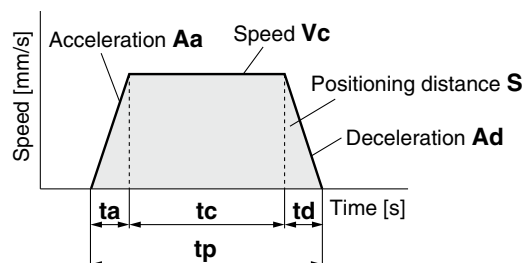 Acceleration Aa
Speed Vc
Positioning distance S
Deceleration Ad
Speed [mm/s]
Time [s]
ta
tc
td
tp